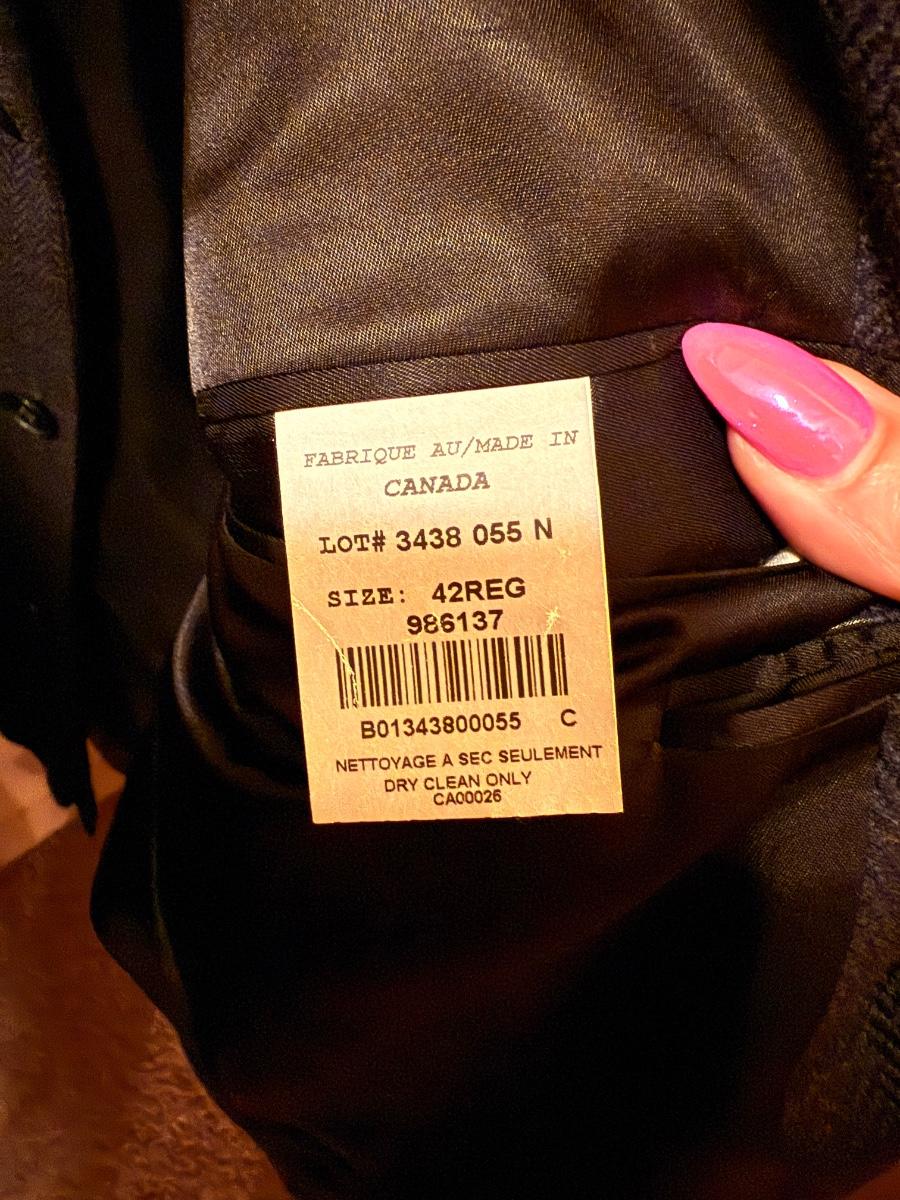 FABRIQUE AU/MADE IN
CANADA
LOT# 3438 055 N
SIZE: 42REG
986137
B01343800055 C
NETTOYAGE A SEC SEULEMENT
DRY CLEAN ONLY
CA00026